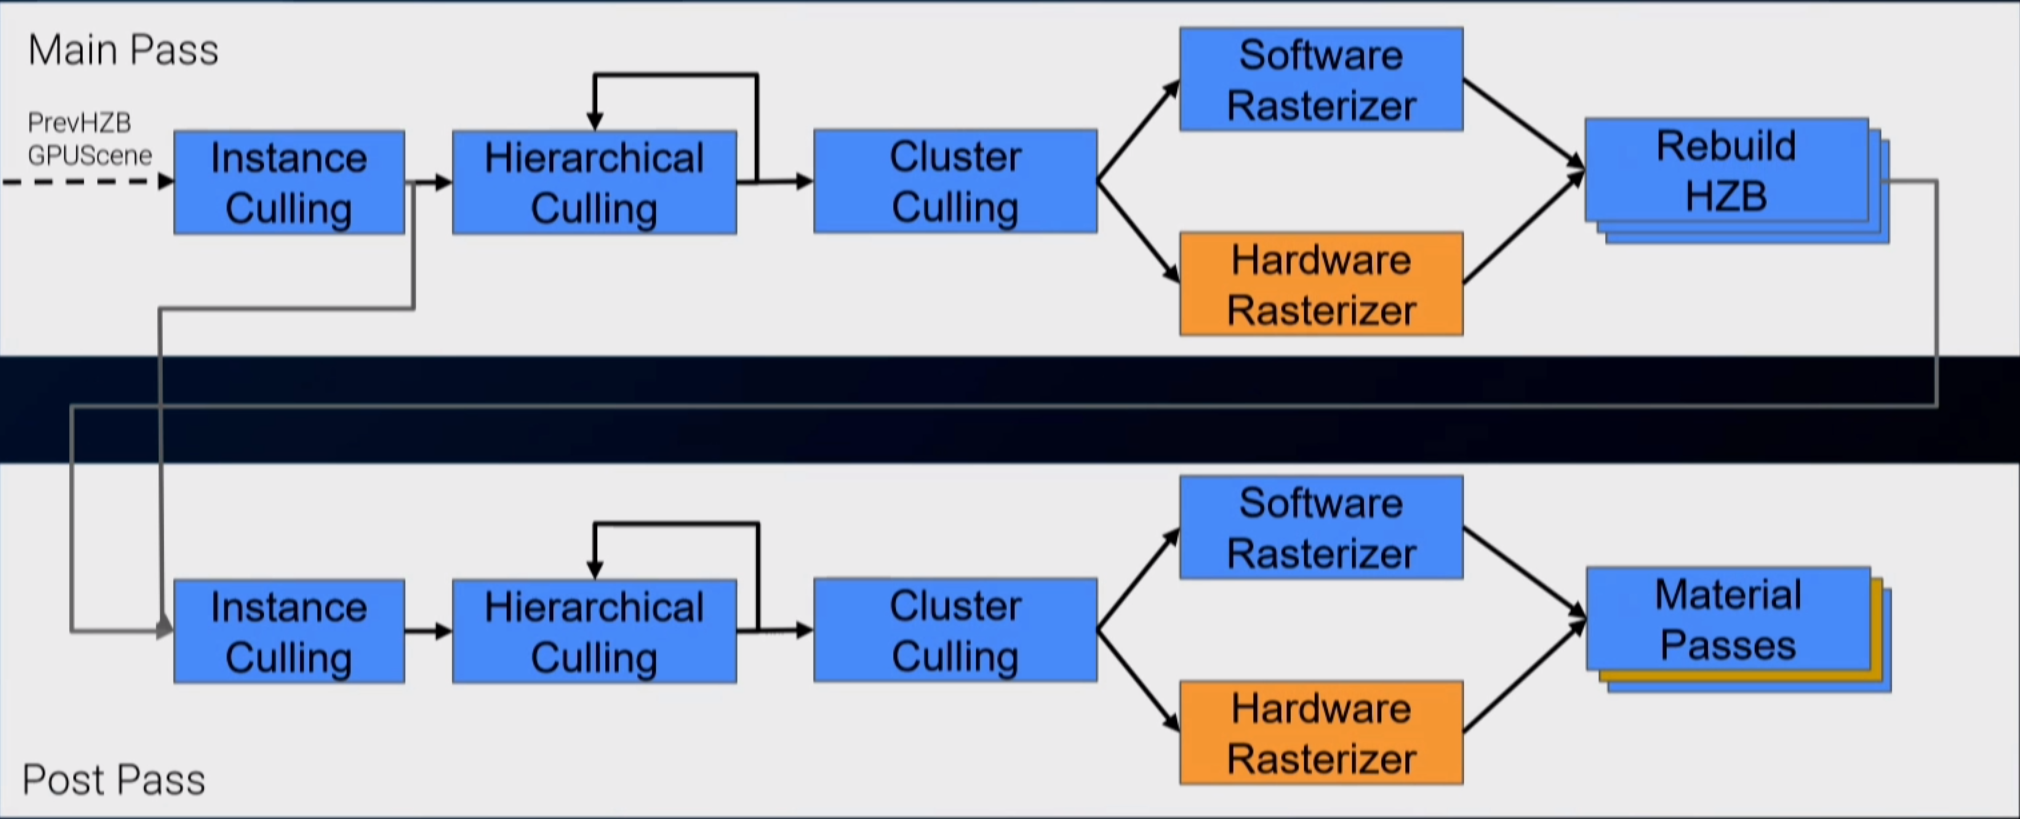 Main Pass
PrevHZB
GPUScene
Instance
Culling
Hierarchical
Culling
Cluster
Culling
Software
Rasterizer
Hardware
Rasterizer
Rebuild
HZB
Instance
Culling
Hierarchical
Culling
Cluster
Culling
Software
Rasterizer
Hardware
Rasterizer
Material
Passes
Post Pass